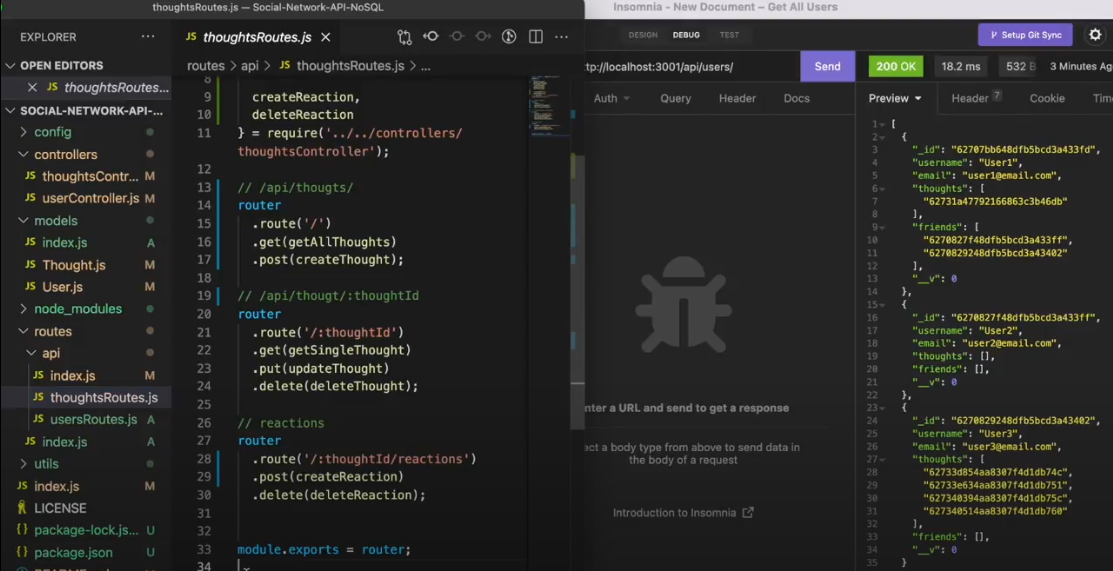 thoughtsRoutes.js — Social-Network-API-NoSQL
Insomnia - New Document – Get All Users
EXPLORER ...
OPEN EDITORS
JS thoughtsRoutes...
SOCIAL-NETWORK-API-...
config
controllers
JS thoughtsContr... M
JS userController.js M
models
JS index.js A
JS Thought.js M
JS User.js M
node_modules
routes
api
JS index.js M
JS thoughtsRoutes.js
JS usersRoutes.js A
JS index.js A
utils
JS index.js M
LICENSE
{} package-lock.js... U
{} package.json U
JS thoughtsRoutes.js
routes > api > JS thoughtsRoutes.js > ...
8
9 createReaction,
10 deleteReaction
11 } = require('../../controllers/
thoughtsController');
12
13 // /api/thougts/
14 router
15 .route('/')
16 .get(getAllThoughts)
17 .post(createThought);
18
19 // /api/thougt/:thoughtId
20 router
21 .route('/:thoughtId')
22 .get(getSingleThought)
23 .put(updateThought)
24 .delete(deleteThought);
25
26 // reactions
27 router
28 .route('/:thoughtId/reactions')
29 .post(createReaction)
30 .delete(deleteReaction);
31
32
33 module.exports = router;
34
DESIGN DEBUG TEST
Setup Git Sync
ttp://localhost:3001/api/users/ Send
200 OK 18.2 ms 532 B 3 Minutes Ag
Auth Query Header Docs
nter a URL and send to get a response
ect a body type from above to send data in
the body of a request
Introduction to Insomnia
Preview Header 7 Cookie Tim
1 [
2 {
3 "_id": "62707bb648dfb5bcd3a433fd",
4 "username": "User1",
5 "email": "user1@email.com",
6 "thoughts": [
7 "62731a47792166863c3b46db"
8 ],
9 "friends": [
10 "6270827f48dfb5bcd3a433ff",
11 "6270829248dfb5bcd3a43402"
12 ],
13 "__v": 0
14 },
15 {
16 "_id": "6270827f48dfb5bcd3a433ff",
17 "username": "User2",
18 "email": "user2@email.com",
19 "thoughts": [],
20 "friends": [],
21 "__v": 0
22 },
23 {
24 "_id": "6270829248dfb5bcd3a43402",
25 "username": "User3",
26 "email": "user3@email.com",
27 "thoughts": [
28 "62733d854aa8307f4d1db74c",
29 "62733e634aa8307f4d1db751",
30 "627340394aa8307f4d1db75c",
31 "627340514aa8307f4d1db760"
32 ],
33 "friends": [],
34 "__v": 0
35 }